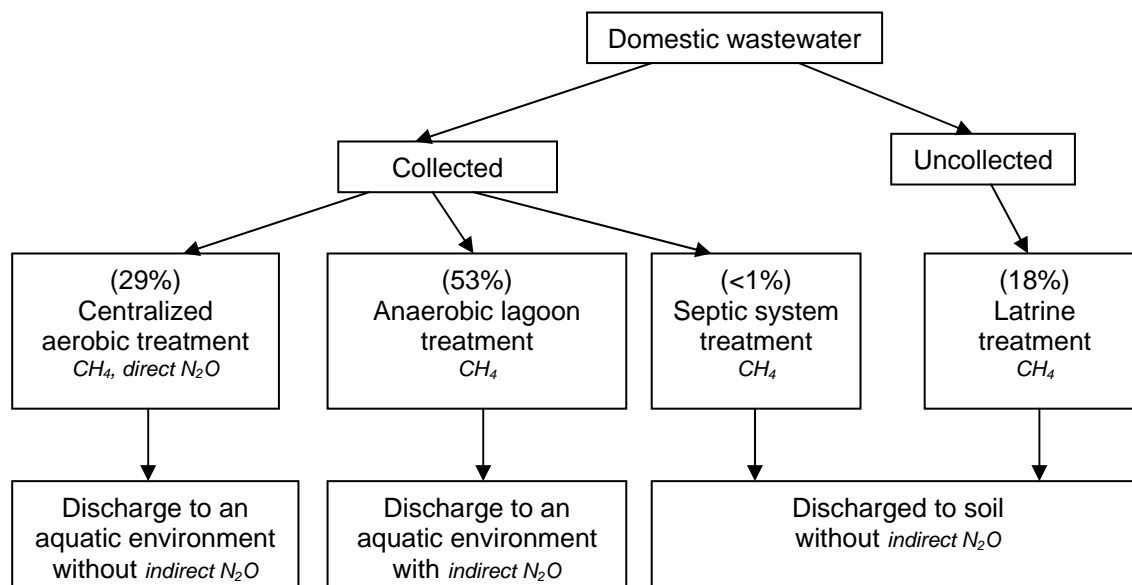 Domestic wastewater
Collected
Uncollected
(29%)
Centralized
aerobic treatment
CH₄, direct N₂O
(53%)
Anaerobic lagoon
treatment
CH₄
(<1%)
Septic system
treatment
CH₄
(18%)
Latrine
treatment
CH₄
Discharge to an
aquatic environment
without indirect N₂O
Discharge to an
aquatic environment
with indirect N₂O
Discharged to soil
without indirect N₂O